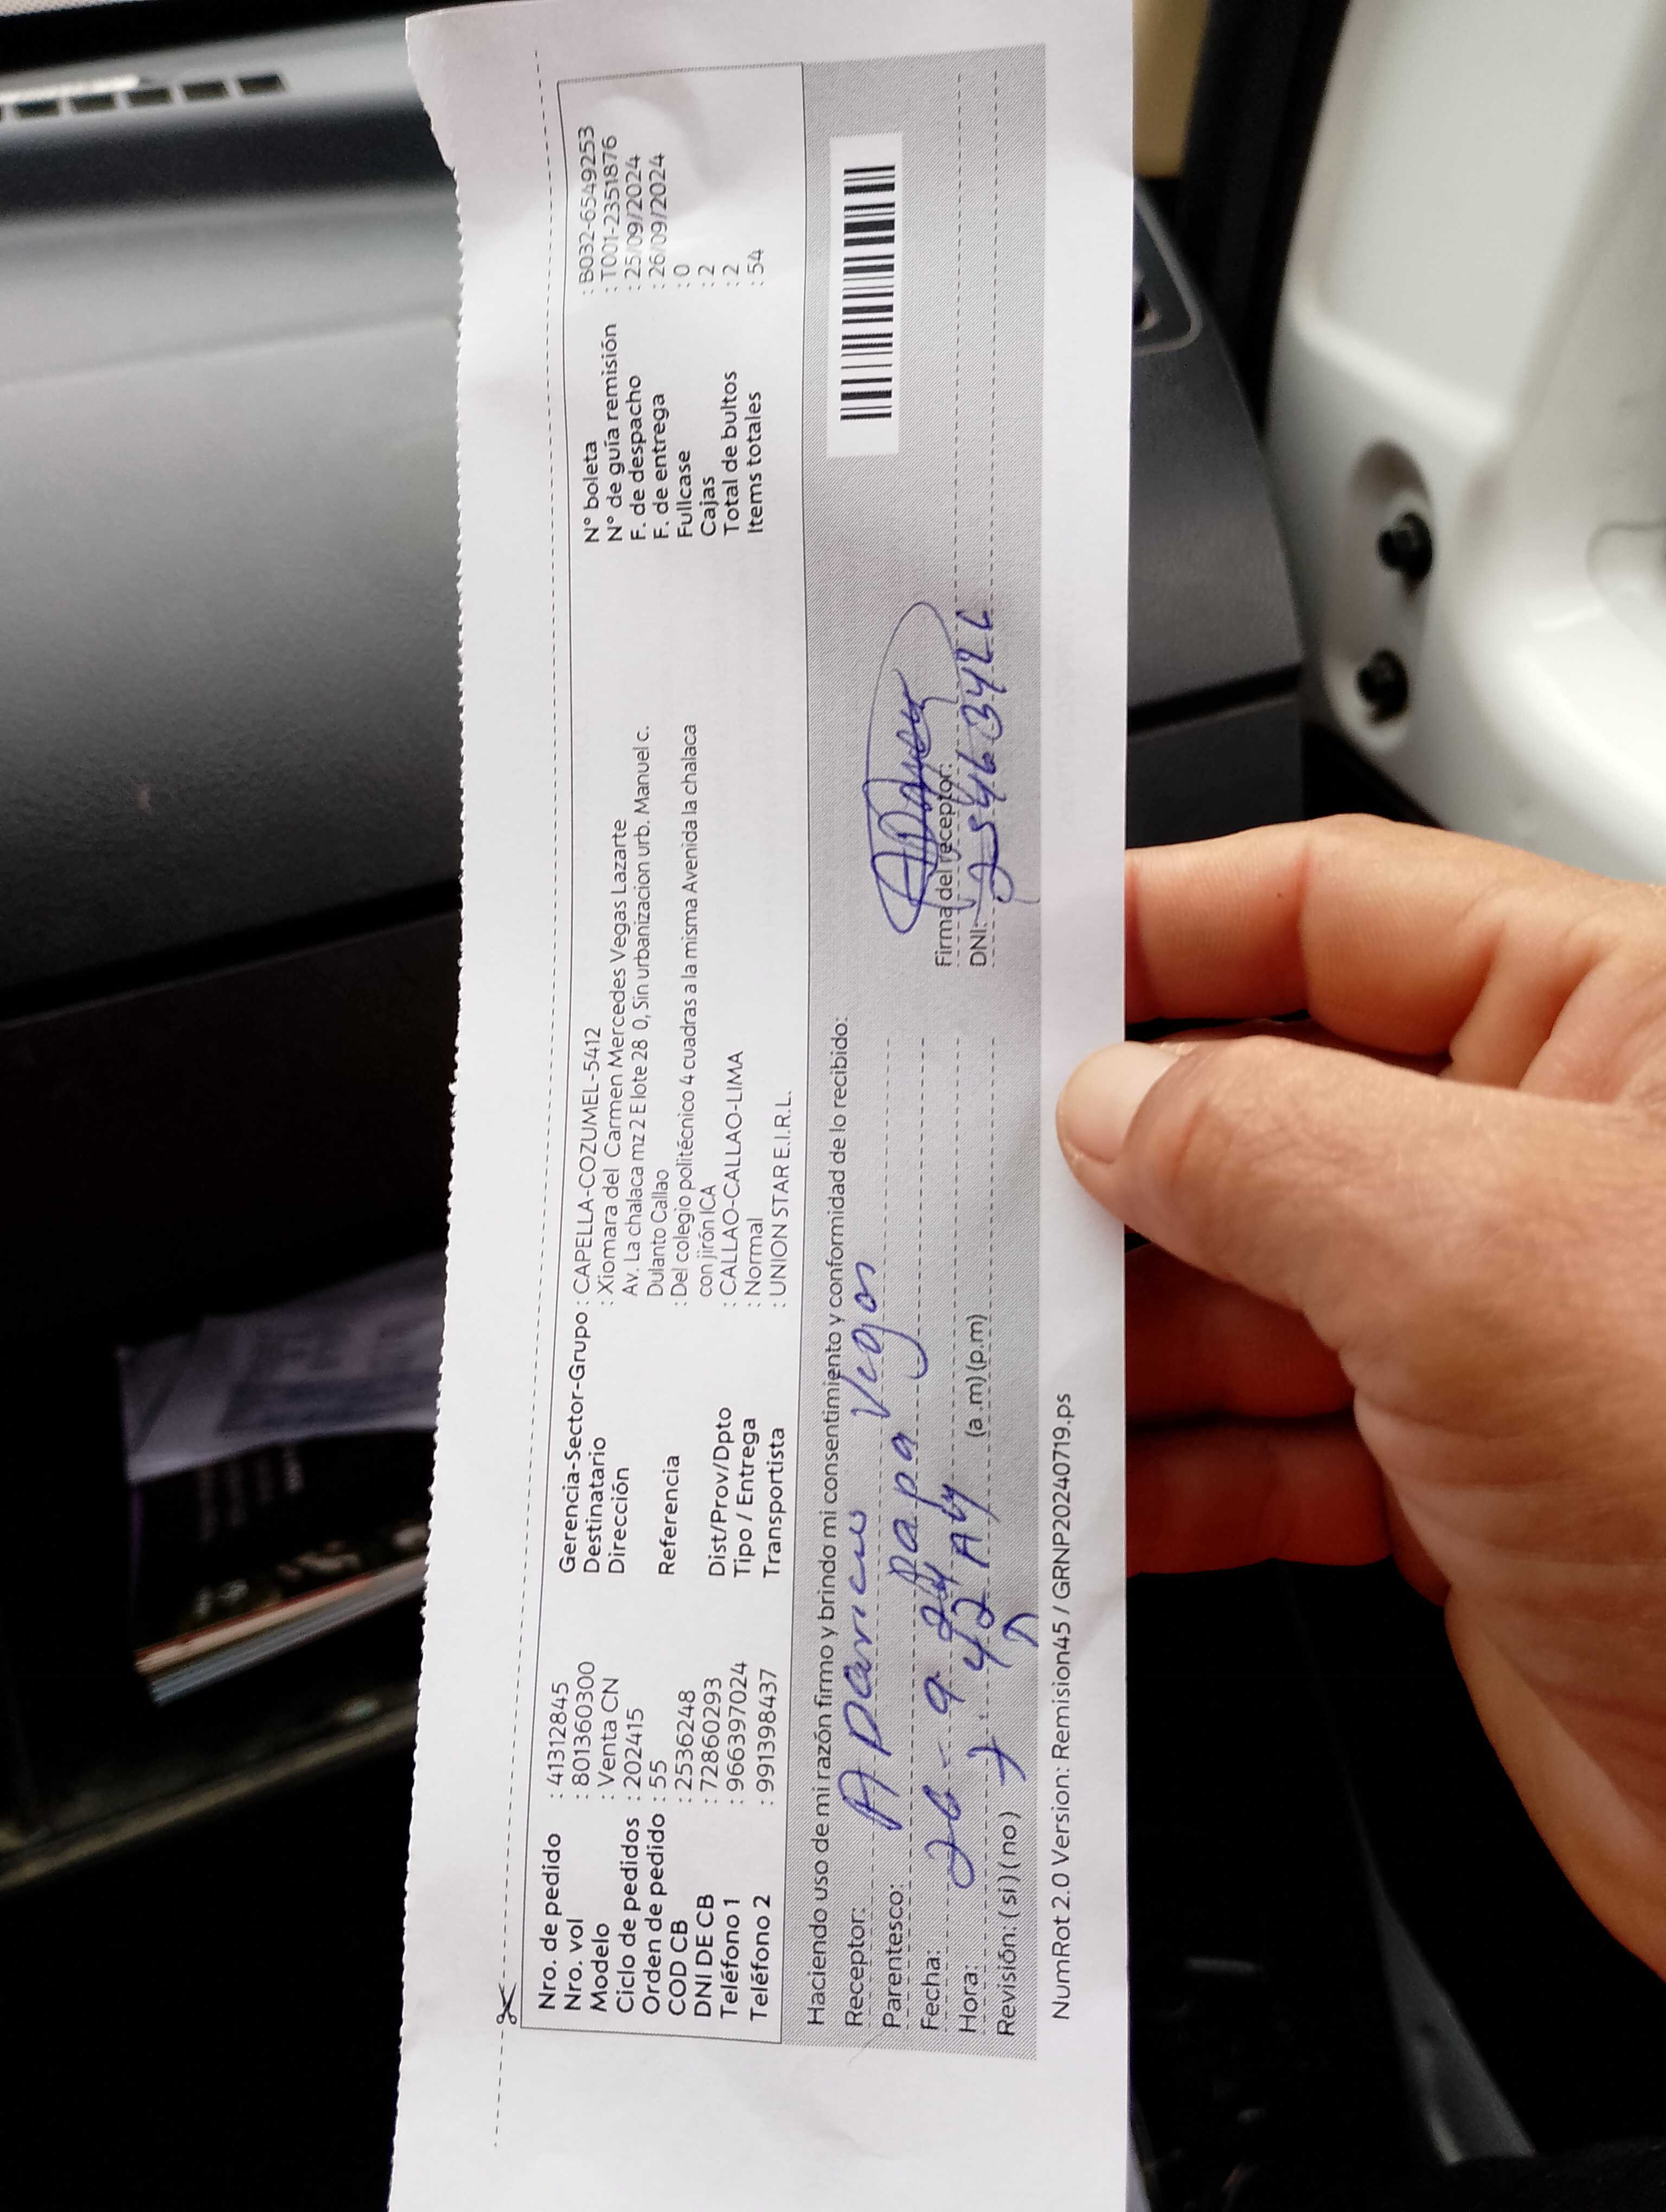 Nro. de pedido : 41312845
Nro. vol : 801360300
Modelo : Venta CN
Ciclo de pedidos : 202415
Orden de pedido : 55
COD CB : 2536248
DNI DE CB : 72860293
Teléfono 1 : 966397024
Teléfono 2 : 991398437
Gerencia-Sector-Grupo : CAPELLA-COZUMEL-5412
Destinatario : Xiomara del Carmen Mercedes Vegas Lazarte
Dirección Av. La chalaca mz 2 E lote 28 0, Sin urbanizacion urb. Manuel c.
Dulanto Callao
Referencia : Del colegio politécnico 4 cuadras a la misma Avenida la chalaca
con jirón ICA
Dist/Prov/Dpto : CALLAO-CALLAO-LIMA
Tipo / Entrega : Normal
Transportista : UNION STAR E.I.R.L.
N° boleta : B032-6549253
N° de guía remisión : T001-2351876
F. de despacho : 25/09/2024
F. de entrega : 26/09/2024
Fullcase : 0
Cajas : 2
Total de bultos : 2
Items totales : 54
Haciendo uso de mi razón firmo y brindo mi consentimiento y conformidad de lo recibido:
Receptor: A Daricus Vegas
Parentesco: papa
Fecha: 26-9-24
Hora: 42 (a.m) (p.m)
Revisión: (si) (no)
Firma del receptor:
DNI:
NumRot 2.0 Version: Remision45 / GRNP20240719.ps